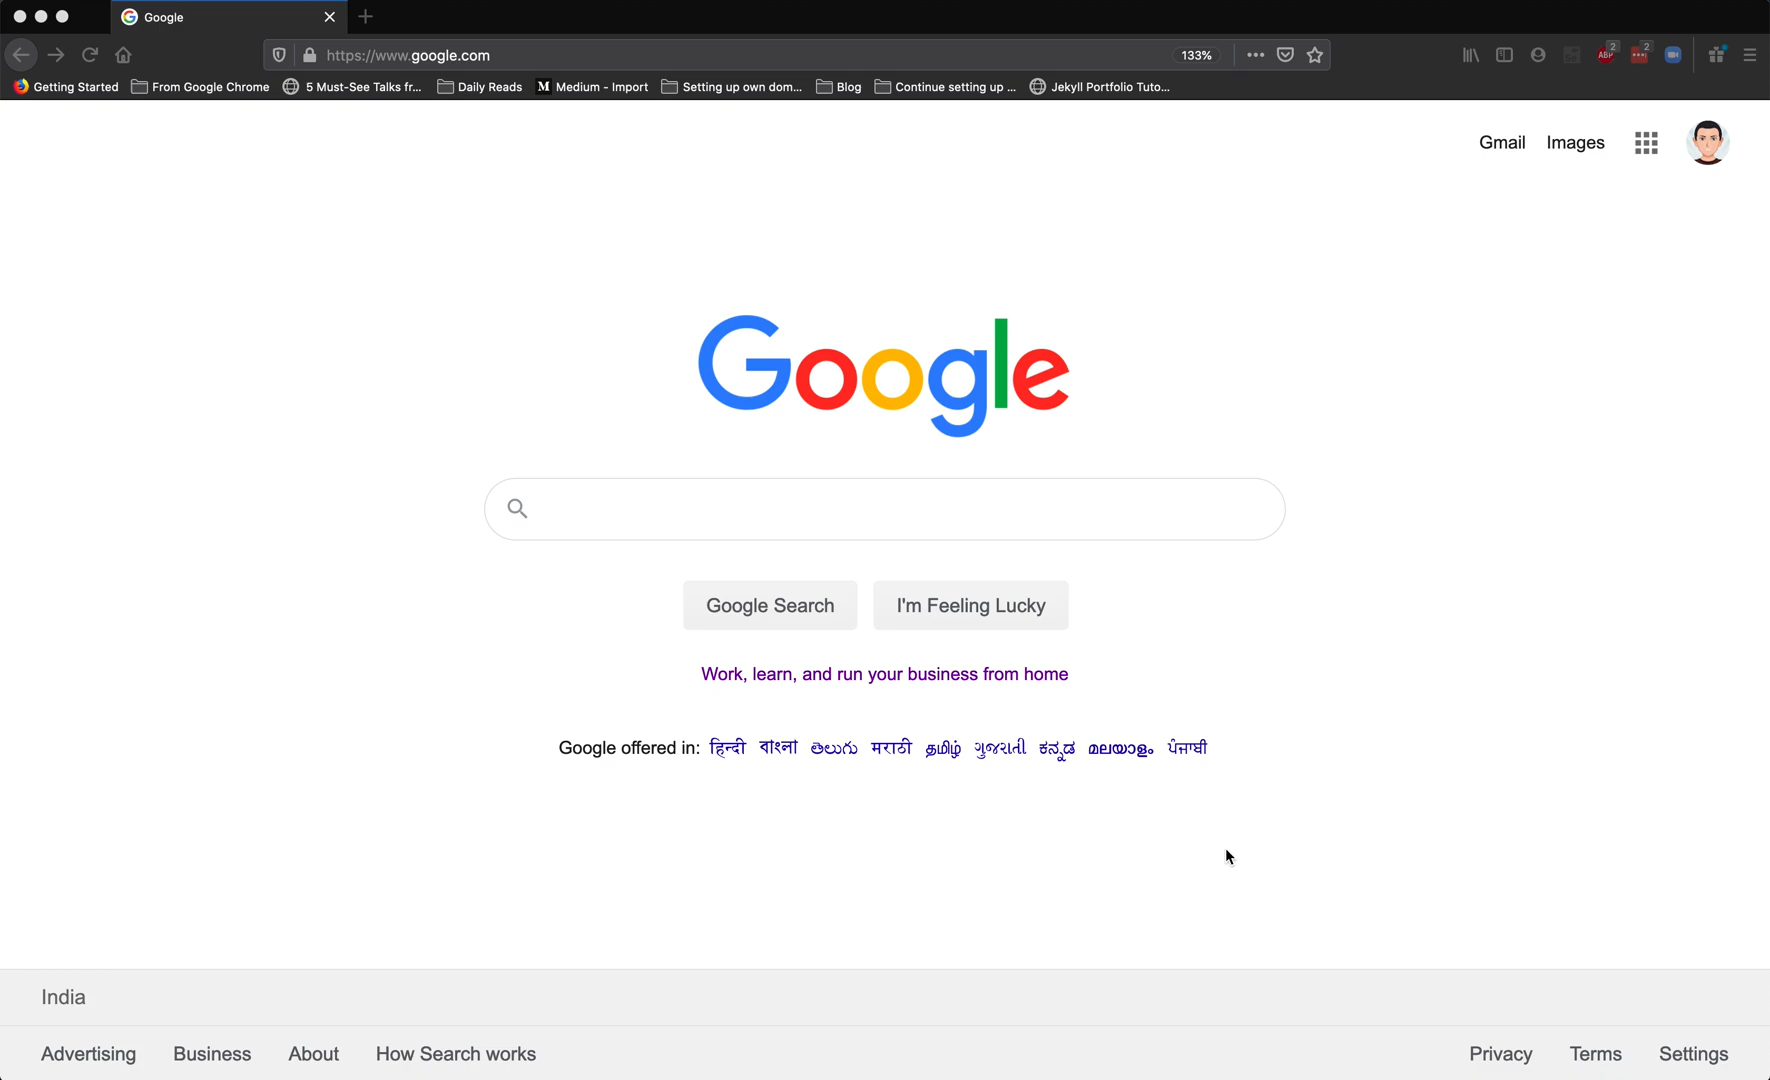 Google
https://www.google.com 133% ABP 2 2
Getting Started From Google Chrome 5 Must-See Talks fr... Daily Reads M Medium - Import Setting up own dom... Blog Continue setting up ... Jekyll Portfolio Tuto...
Gmail Images
Google
Google Search I'm Feeling Lucky
Work, learn, and run your business from home
Google offered in: हिन्दी বাংলা తెలుగు मराठी தமிழ் ગુજરાતી ಕನ್ನಡ മലയാളം ਪੰਜਾਬੀ
India
Advertising Business About How Search works Privacy Terms Settings